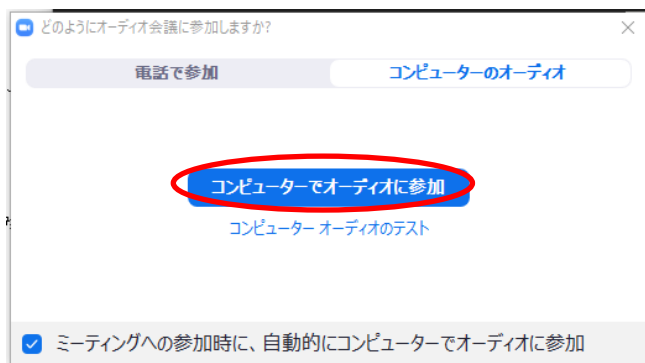 どのようにオーディオ会議に参加しますか?
電話で参加
コンピューターのオーディオ
コンピューターでオーディオに参加
コンピューター オーディオのテスト
ミーティングへの参加時に、自動的にコンピューターでオーディオに参加